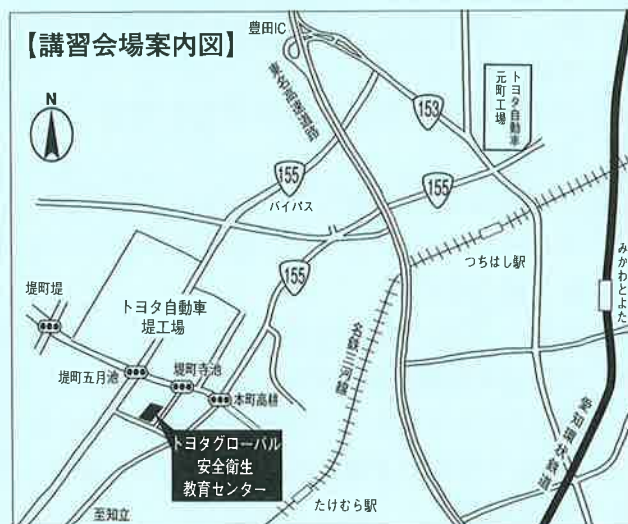 【講習会場案内図】
豊田IC
N
東名高速道路
153
トヨタ自動車
元町工場
155
バイパス
155
つちはし駅
みかわとよた
155
堤町堤
トヨタ自動車
堤工場
名鉄三河線
堤町五月池
堤町寺池
本町高根
愛知環状鉄道
トヨタグローバル
安全衛生
教育センター
至知立
たけむら駅